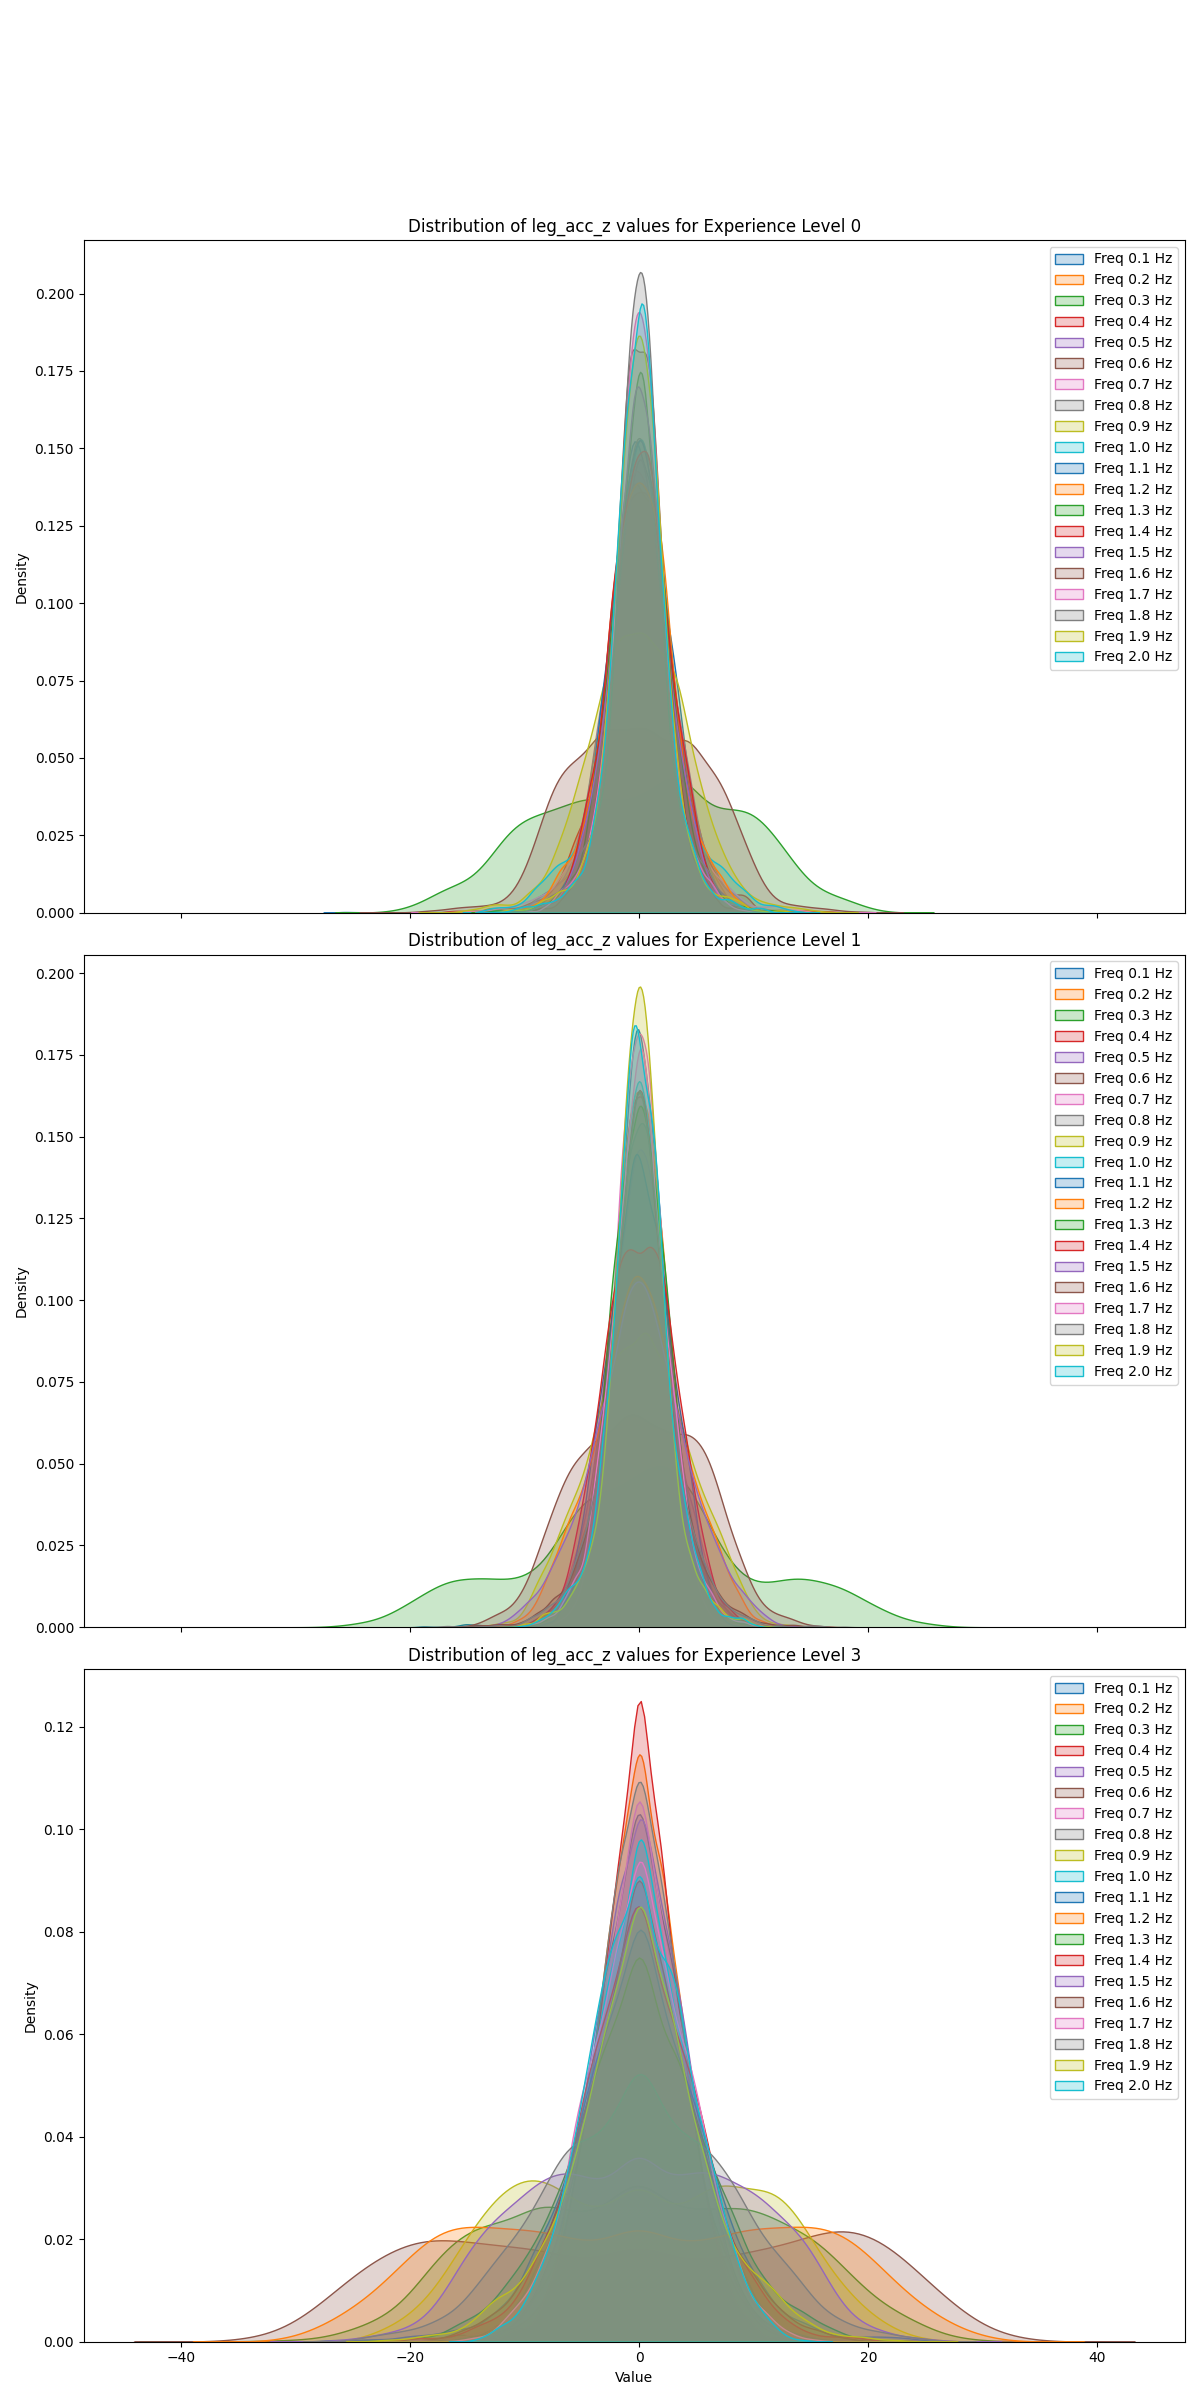 Distribution of leg_acc_z values for Experience Level 0
Density
0.200
0.175
0.150
0.125
0.100
0.075
0.050
0.025
0.000
Freq 0.1 Hz
Freq 0.2 Hz
Freq 0.3 Hz
Freq 0.4 Hz
Freq 0.5 Hz
Freq 0.6 Hz
Freq 0.7 Hz
Freq 0.8 Hz
Freq 0.9 Hz
Freq 1.0 Hz
Freq 1.1 Hz
Freq 1.2 Hz
Freq 1.3 Hz
Freq 1.4 Hz
Freq 1.5 Hz
Freq 1.6 Hz
Freq 1.7 Hz
Freq 1.8 Hz
Freq 1.9 Hz
Freq 2.0 Hz
Distribution of leg_acc_z values for Experience Level 1
Density
0.200
0.175
0.150
0.125
0.100
0.075
0.050
0.025
0.000
Freq 0.1 Hz
Freq 0.2 Hz
Freq 0.3 Hz
Freq 0.4 Hz
Freq 0.5 Hz
Freq 0.6 Hz
Freq 0.7 Hz
Freq 0.8 Hz
Freq 0.9 Hz
Freq 1.0 Hz
Freq 1.1 Hz
Freq 1.2 Hz
Freq 1.3 Hz
Freq 1.4 Hz
Freq 1.5 Hz
Freq 1.6 Hz
Freq 1.7 Hz
Freq 1.8 Hz
Freq 1.9 Hz
Freq 2.0 Hz
Distribution of leg_acc_z values for Experience Level 3
Density
0.12
0.10
0.08
0.06
0.04
0.02
0.00
Freq 0.1 Hz
Freq 0.2 Hz
Freq 0.3 Hz
Freq 0.4 Hz
Freq 0.5 Hz
Freq 0.6 Hz
Freq 0.7 Hz
Freq 0.8 Hz
Freq 0.9 Hz
Freq 1.0 Hz
Freq 1.1 Hz
Freq 1.2 Hz
Freq 1.3 Hz
Freq 1.4 Hz
Freq 1.5 Hz
Freq 1.6 Hz
Freq 1.7 Hz
Freq 1.8 Hz
Freq 1.9 Hz
Freq 2.0 Hz
−40 −20 0 20 40
Value